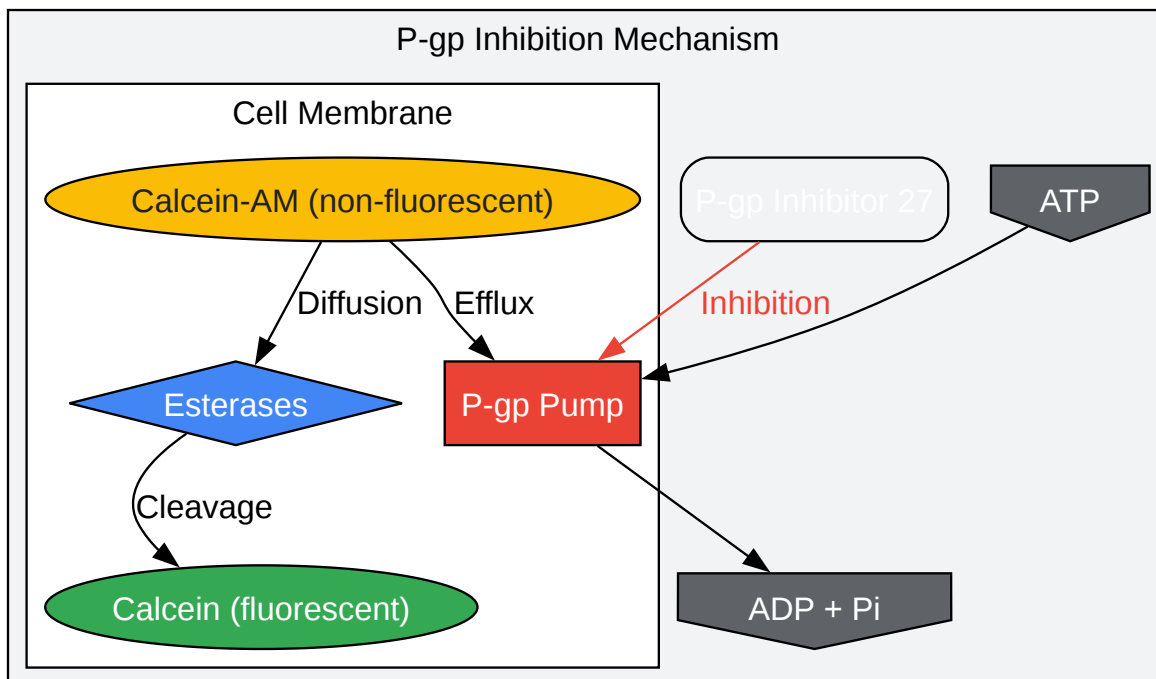 P-gp Inhibition Mechanism
Cell Membrane
Calcein-AM (non-fluorescent)
P-gp Inhibitor 27
ATP
Diffusion
Efflux
Inhibition
Esterases
P-gp Pump
Cleavage
Calcein (fluorescent)
ADP + Pi